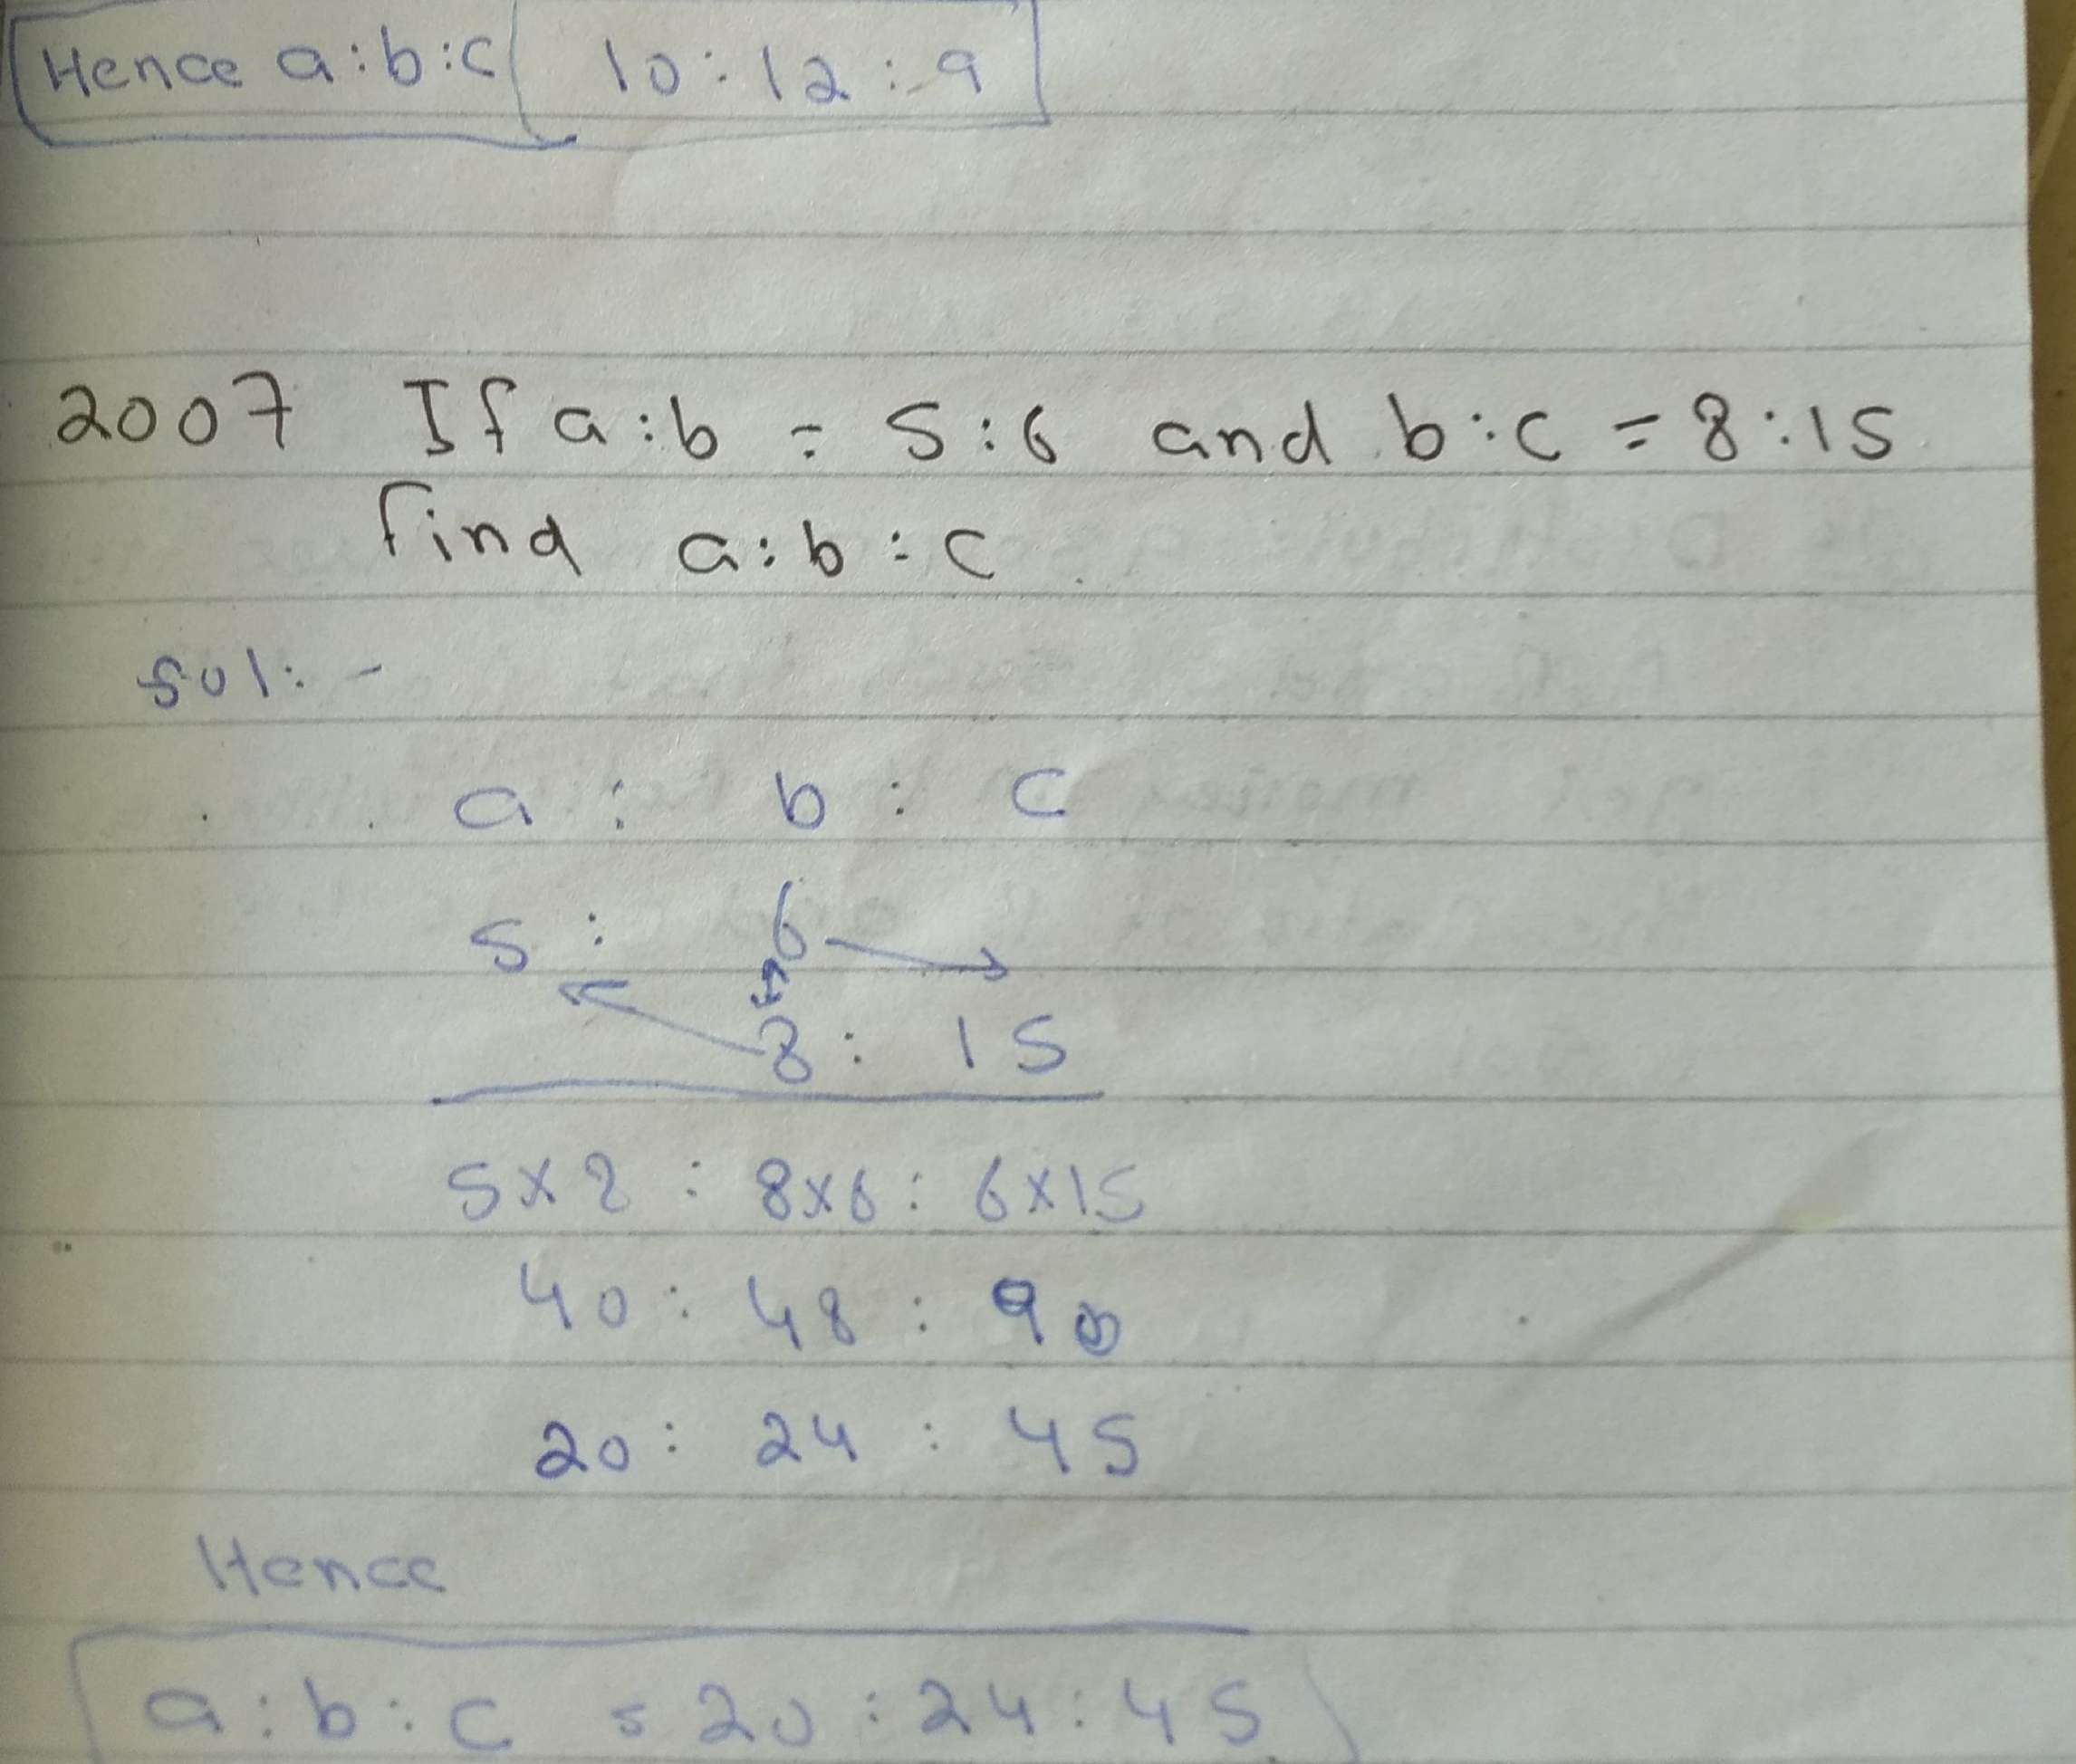 Hence a:b:c 10:12:9
2007 If a:b = 5:6 and b:c = 8:15
find a:b:c
sol:-
a : b : c
5 : 6
8 : 15
5x8 : 8x6 : 6x15
40 : 48 : 90
20 : 24 : 45
Hence
a:b:c = 20:24:45